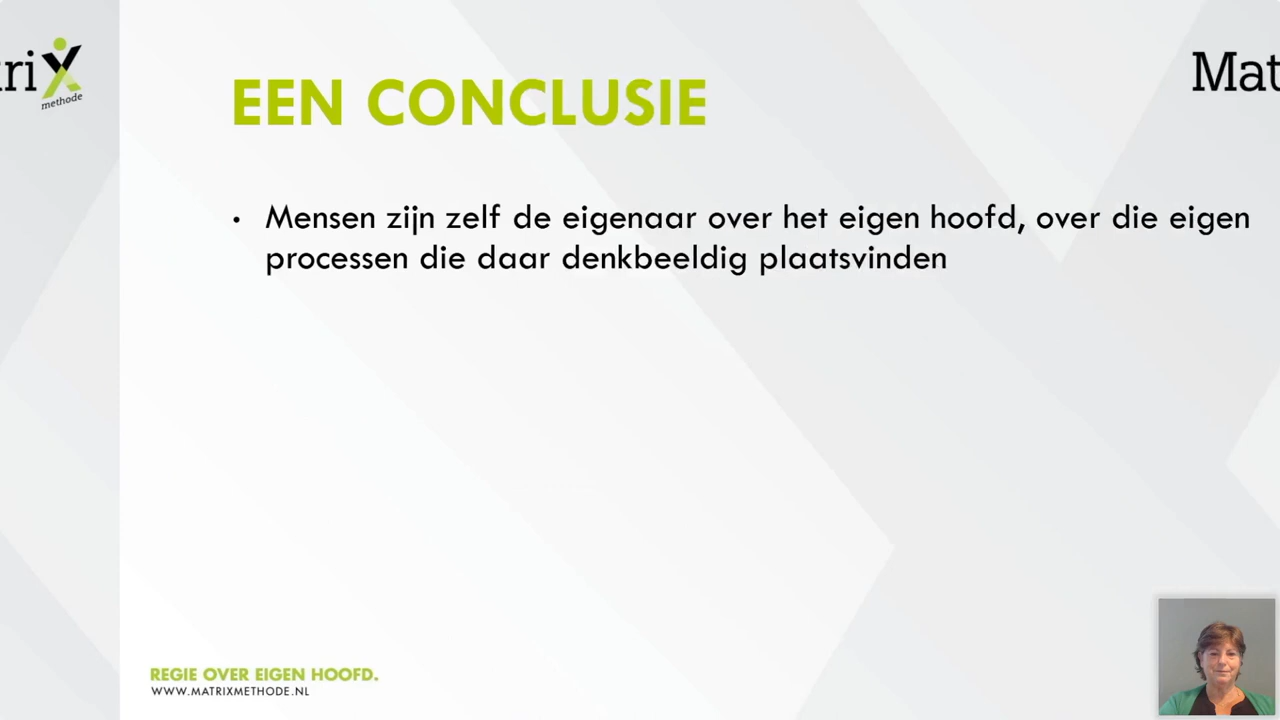 riX
methode
Mat
EEN CONCLUSIE
• Mensen zijn zelf de eigenaar over het eigen hoofd, over die eigen
processen die daar denkbeeldig plaatsvinden
REGIE OVER EIGEN HOOFD.
WWW.MATRIXMETHODE.NL